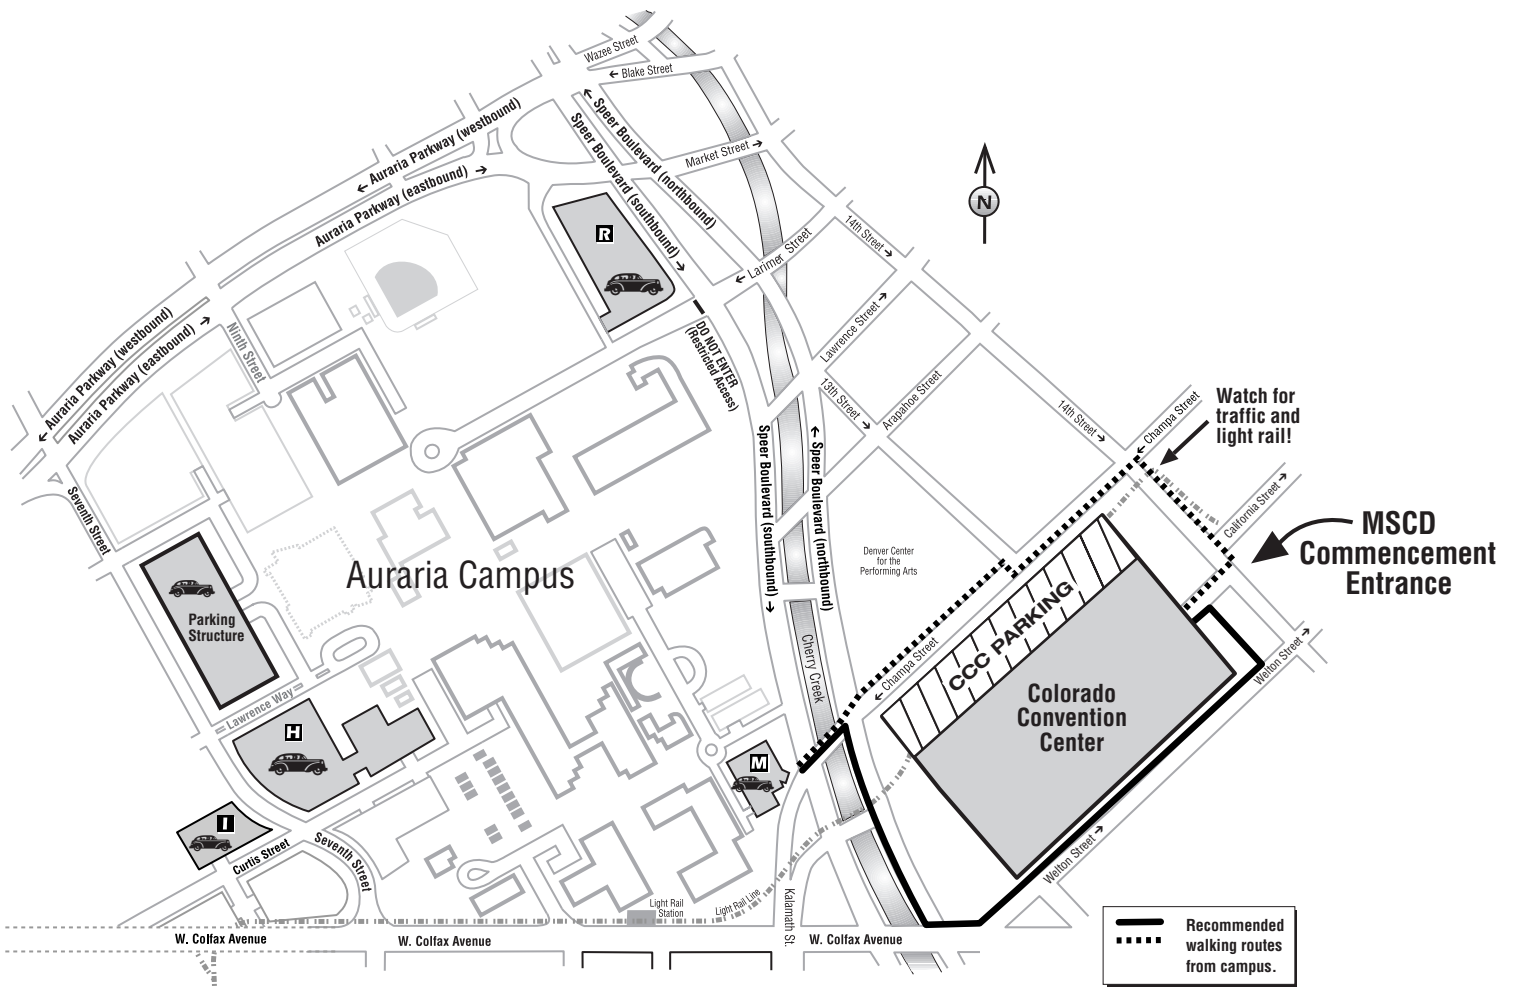 Wazee Street
← Blake Street
← Auraria Parkway (westbound)
← Speer Boulevard (northbound)
Speer Boulevard (southbound) →
Market Street →
Auraria Parkway (eastbound) →
N
R
14th Street →
← Larimer Street
← Auraria Parkway (westbound)
Auraria Parkway (eastbound) →
Ninth Street
DO NOT ENTER
(Restricted Access)
Lawrence Street →
13th Street →
Arapahoe Street
14th Street →
← Champa Street
Watch for
traffic and
light rail!
Seventh Street
Speer Boulevard (southbound) →
← Speer Boulevard (northbound)
California Street →
MSCD
Commencement
Entrance
Denver Center
for the
Performing Arts
Auraria Campus
Parking
Structure
CCC PARKING
Cherry Creek
← Champa Street
Welton Street →
Colorado
Convention
Center
Lawrence Way
H
M
I
Curtis Street
Seventh Street
Welton Street →
Light Rail
Station
Light Rail Line
Kalamath St.
W. Colfax Avenue
W. Colfax Avenue
W. Colfax Avenue
Recommended
walking routes
from campus.